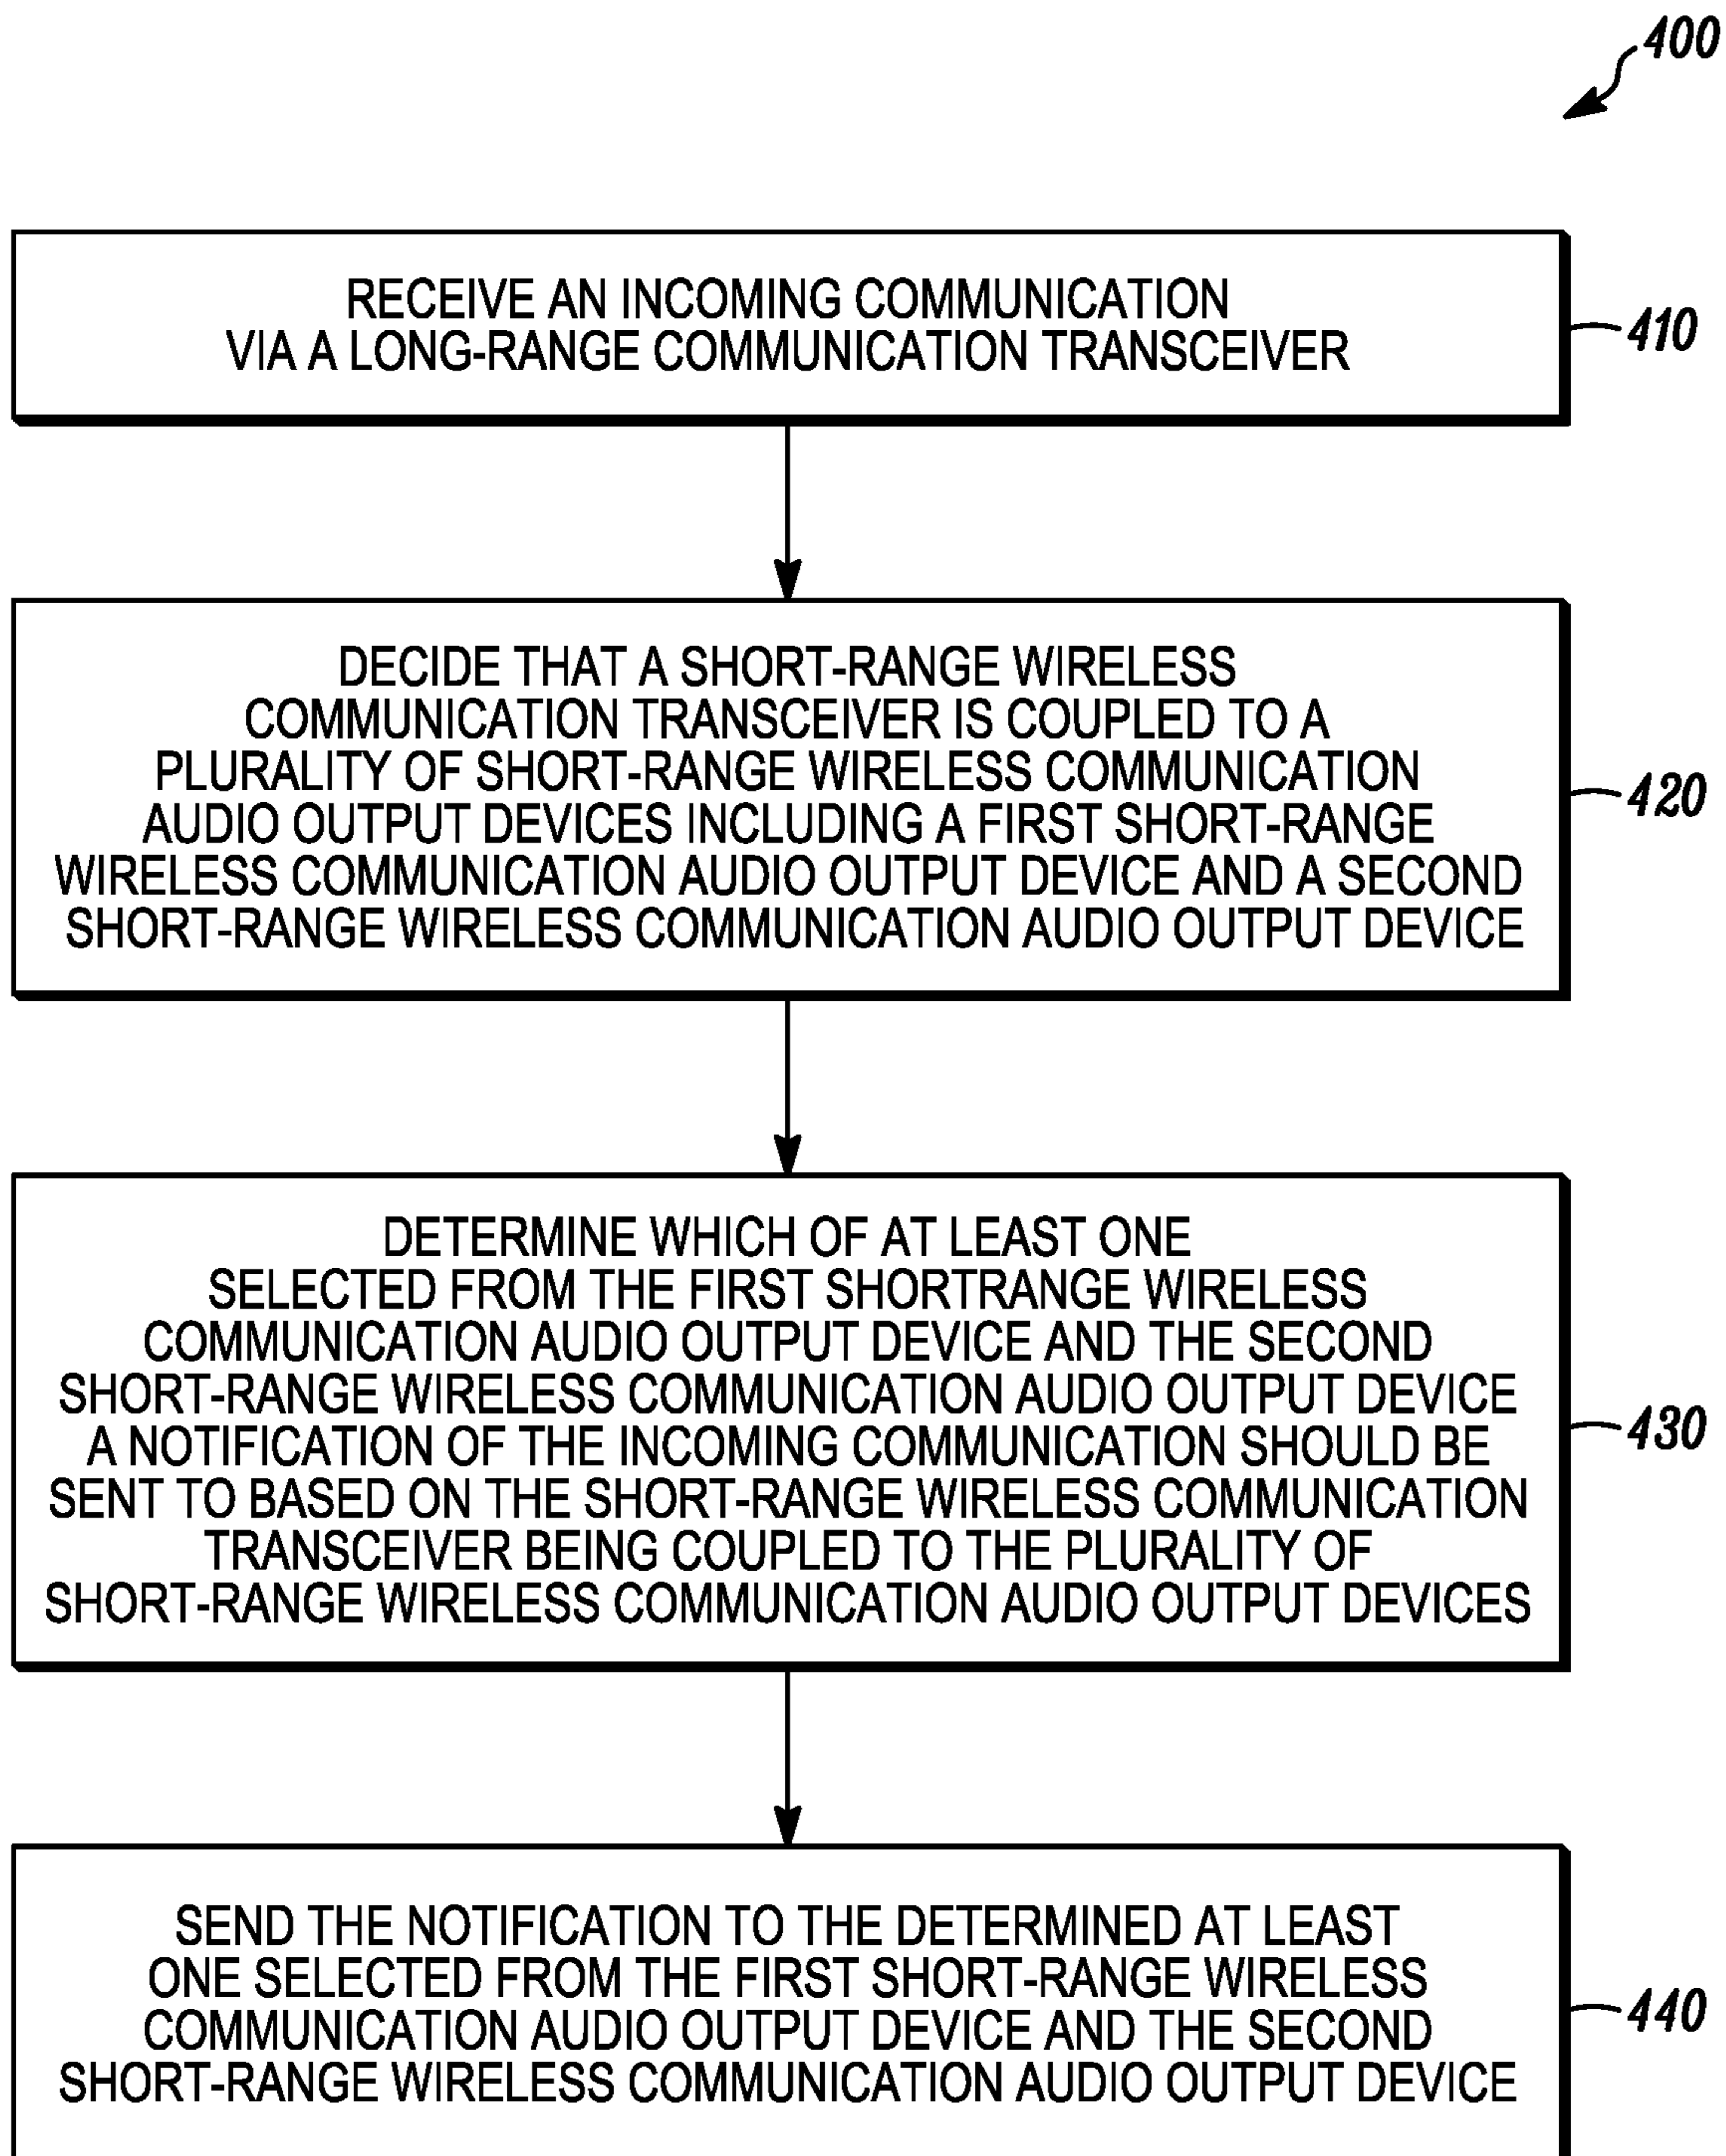 400
RECEIVE AN INCOMING COMMUNICATION
VIA A LONG-RANGE COMMUNICATION TRANSCEIVER
410
DECIDE THAT A SHORT-RANGE WIRELESS
COMMUNICATION TRANSCEIVER IS COUPLED TO A
PLURALITY OF SHORT-RANGE WIRELESS COMMUNICATION
AUDIO OUTPUT DEVICES INCLUDING A FIRST SHORT-RANGE
WIRELESS COMMUNICATION AUDIO OUTPUT DEVICE AND A SECOND
SHORT-RANGE WIRELESS COMMUNICATION AUDIO OUTPUT DEVICE
420
DETERMINE WHICH OF AT LEAST ONE
SELECTED FROM THE FIRST SHORTRANGE WIRELESS
COMMUNICATION AUDIO OUTPUT DEVICE AND THE SECOND
SHORT-RANGE WIRELESS COMMUNICATION AUDIO OUTPUT DEVICE
A NOTIFICATION OF THE INCOMING COMMUNICATION SHOULD BE
SENT TO BASED ON THE SHORT-RANGE WIRELESS COMMUNICATION
TRANSCEIVER BEING COUPLED TO THE PLURALITY OF
SHORT-RANGE WIRELESS COMMUNICATION AUDIO OUTPUT DEVICES
430
SEND THE NOTIFICATION TO THE DETERMINED AT LEAST
ONE SELECTED FROM THE FIRST SHORT-RANGE WIRELESS
COMMUNICATION AUDIO OUTPUT DEVICE AND THE SECOND
SHORT-RANGE WIRELESS COMMUNICATION AUDIO OUTPUT DEVICE
440